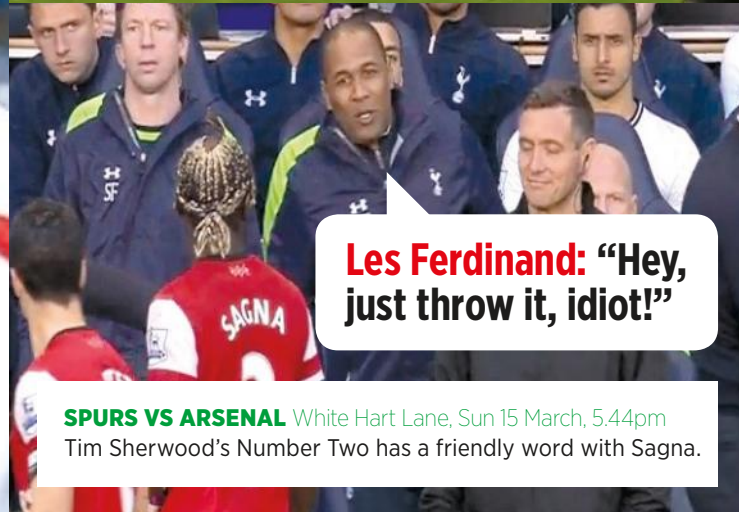 SF
SAGNA
Les Ferdinand: “Hey,
just throw it, idiot!”
SPURS VS ARSENAL White Hart Lane, Sun 15 March, 5.44pm
Tim Sherwood’s Number Two has a friendly word with Sagna.